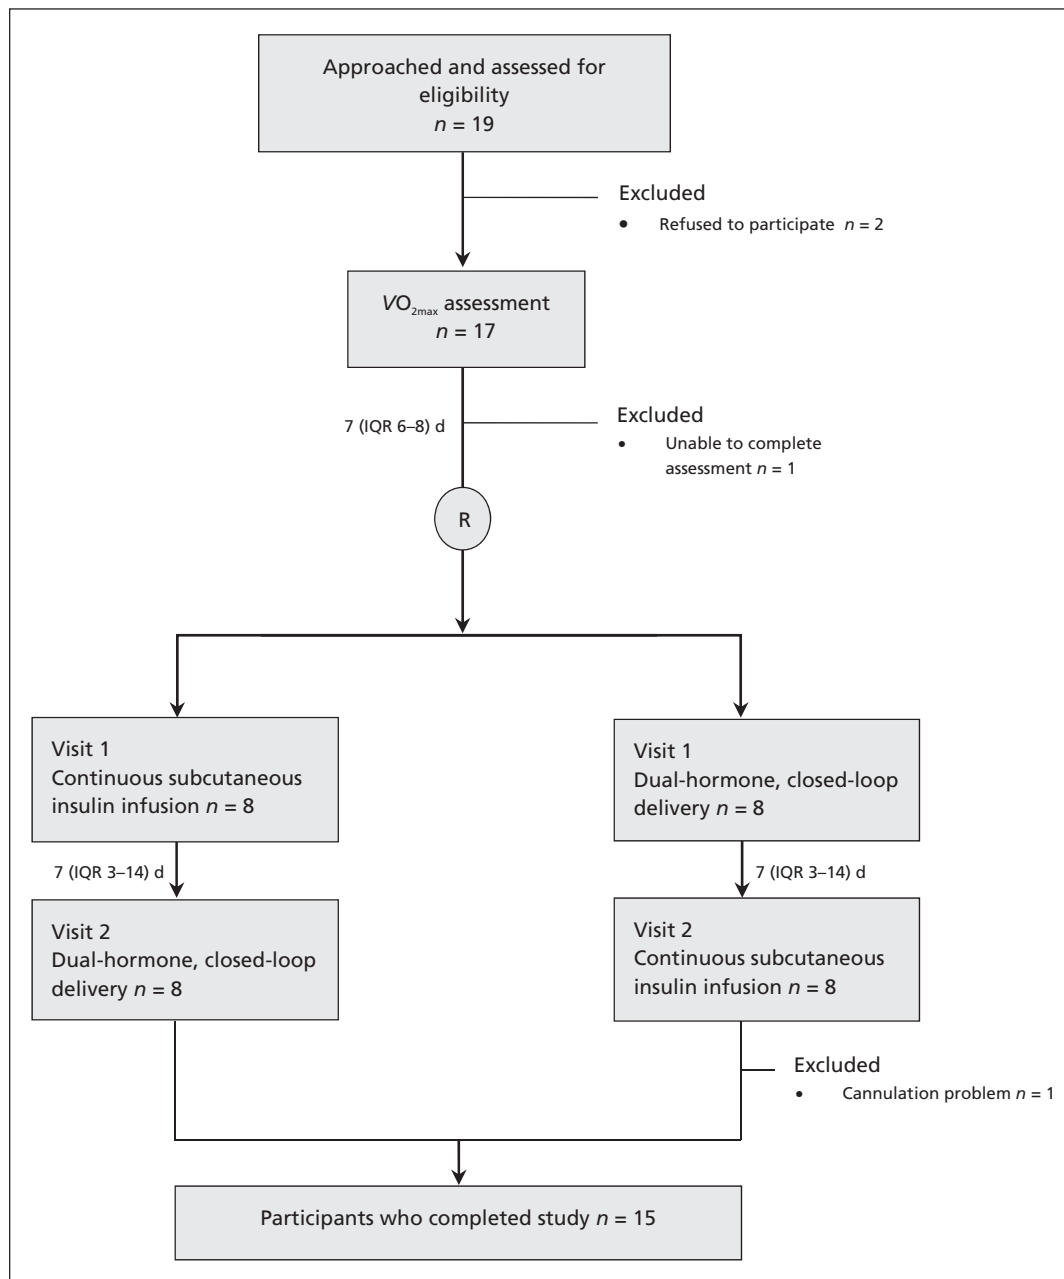 Approached and assessed for
eligibility
n = 19
Excluded
• Refused to participate n = 2
VO2max assessment
n = 17
7 (IQR 6–8) d
Excluded
• Unable to complete
assessment n = 1
R
Visit 1
Continuous subcutaneous
insulin infusion n = 8
Visit 1
Dual-hormone, closed-loop
delivery n = 8
7 (IQR 3–14) d
7 (IQR 3–14) d
Visit 2
Dual-hormone, closed-loop
delivery n = 8
Visit 2
Continuous subcutaneous
insulin infusion n = 8
Excluded
• Cannulation problem n = 1
Participants who completed study n = 15